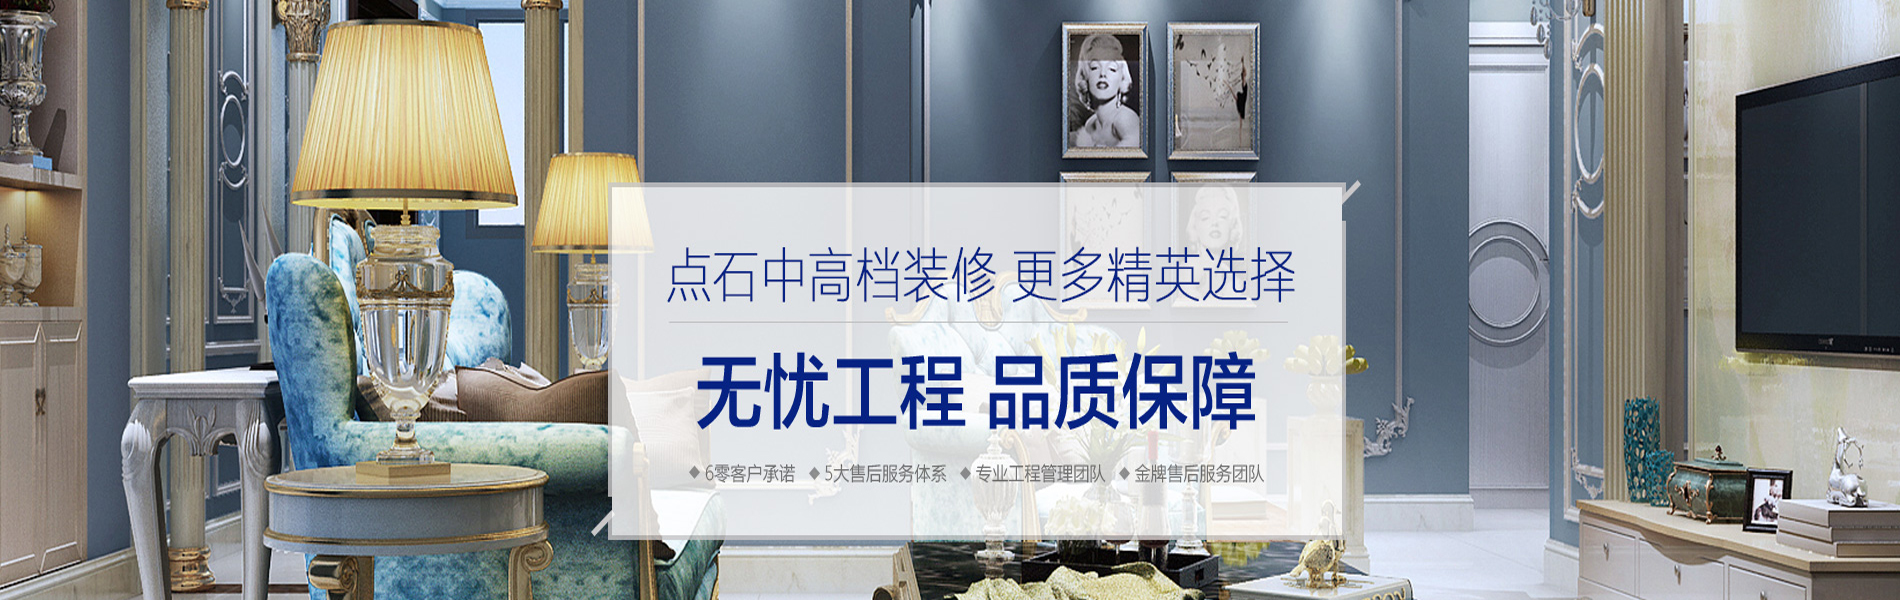 点石中高档装修 更多精英选择
无忧工程 品质保障
◆ 6零客户承诺 ◆ 5大售后服务体系 ◆ 专业工程管理团队 ◆ 金牌售后服务团队